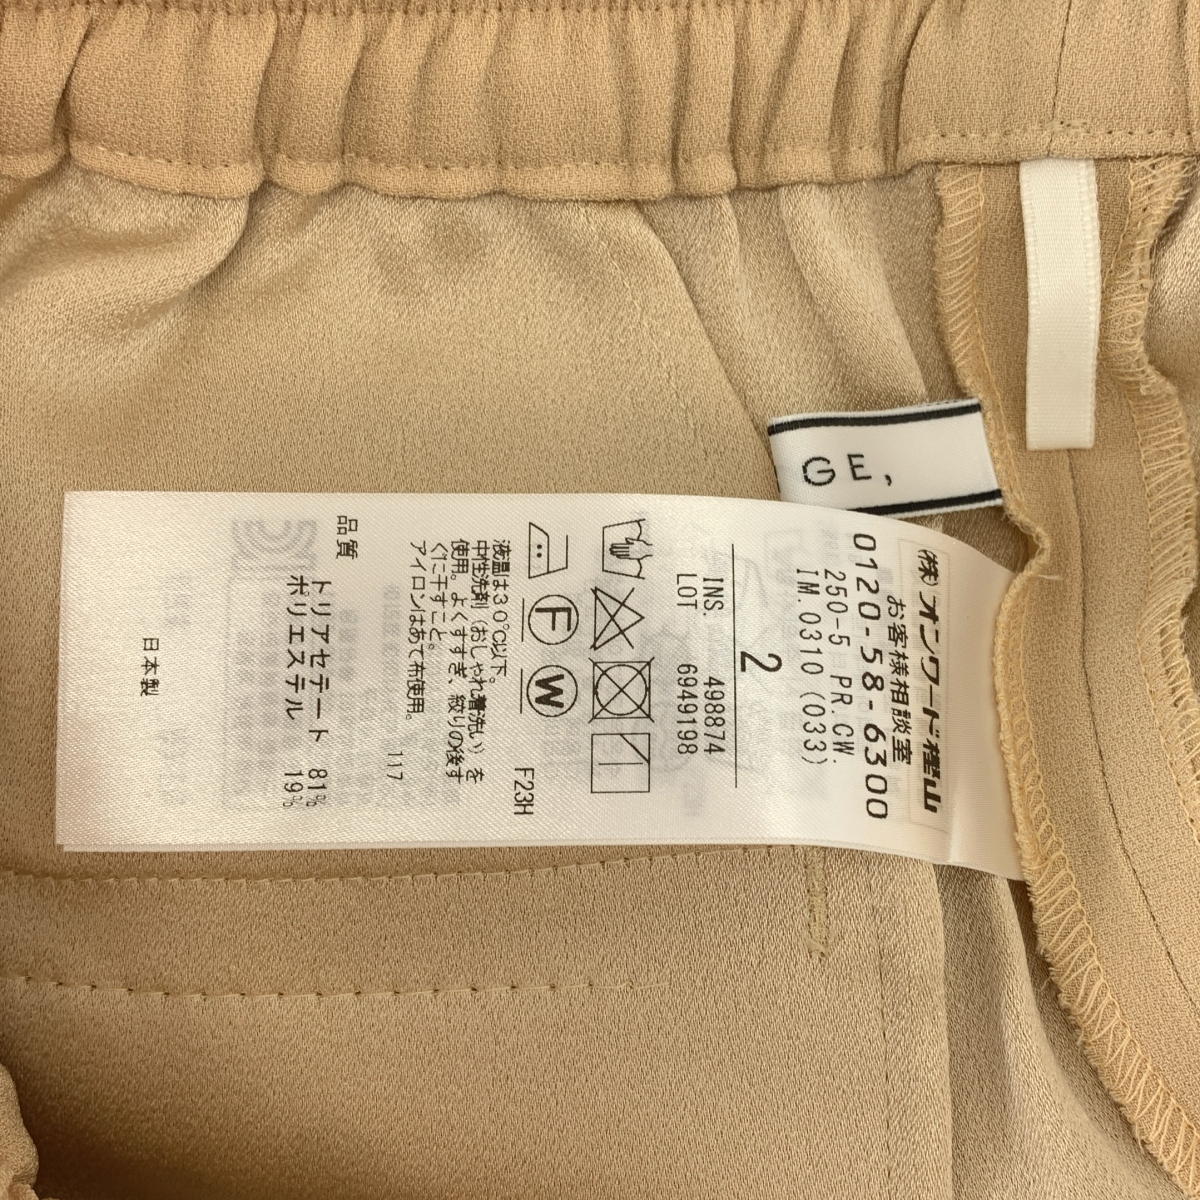 GE,
(株)オンワード樫山
お客様相談室
0120-58-6300
250-5 PR.CW.
IM.0310 (033)
2
INS. 498874
LOT 6949198
F
W
F23H
液温は30℃以下。
中性洗剤(おしゃれ着洗い)を
使用。よくすすぎ、絞りの後す
ぐに干すこと。
アイロンはあて布使用。
117
品質
トリアセテート 81%
ポリエステル 19%
日本製